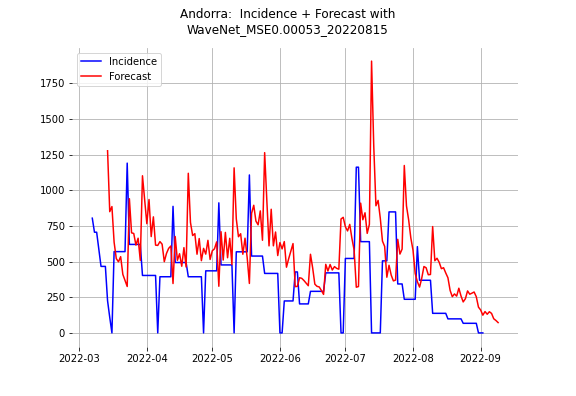 Andorra:  Incidence + Forecast with
WaveNet_MSE0.00053_20220815
Incidence
Forecast
1750
1500
1250
1000
750
500
250
0
2022-03 2022-04 2022-05 2022-06 2022-07 2022-08 2022-09